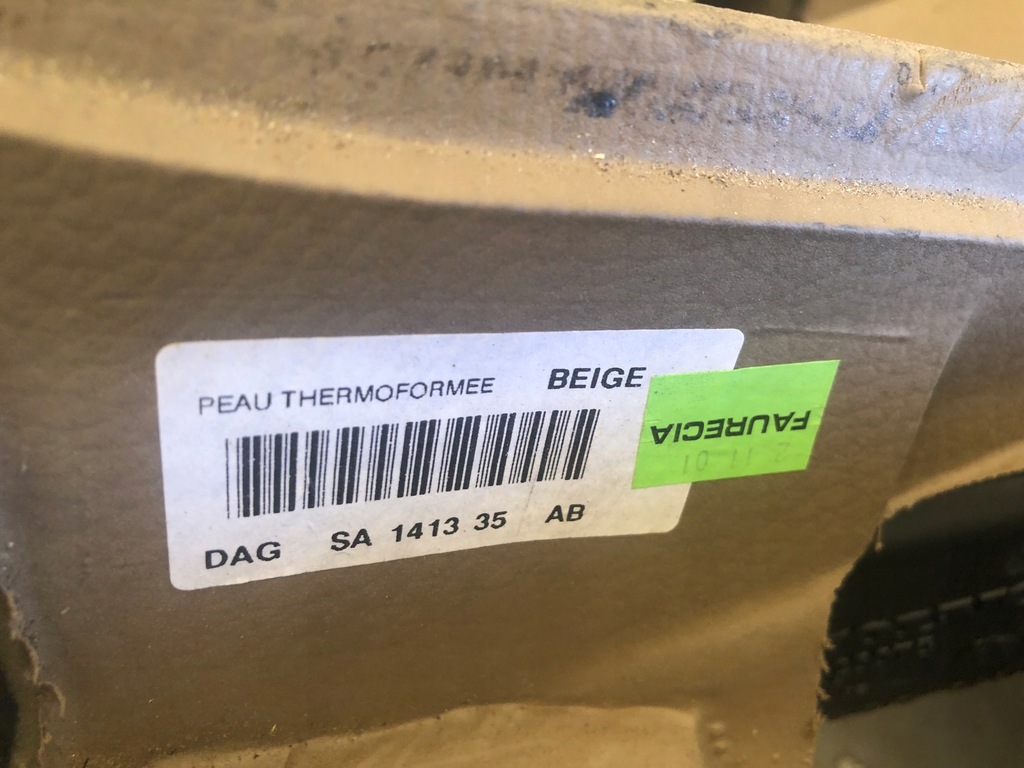 PEAU THERMOFORMEE BEIGE
DAG SA 1413 35 AB
FAURECIA
2 11 01